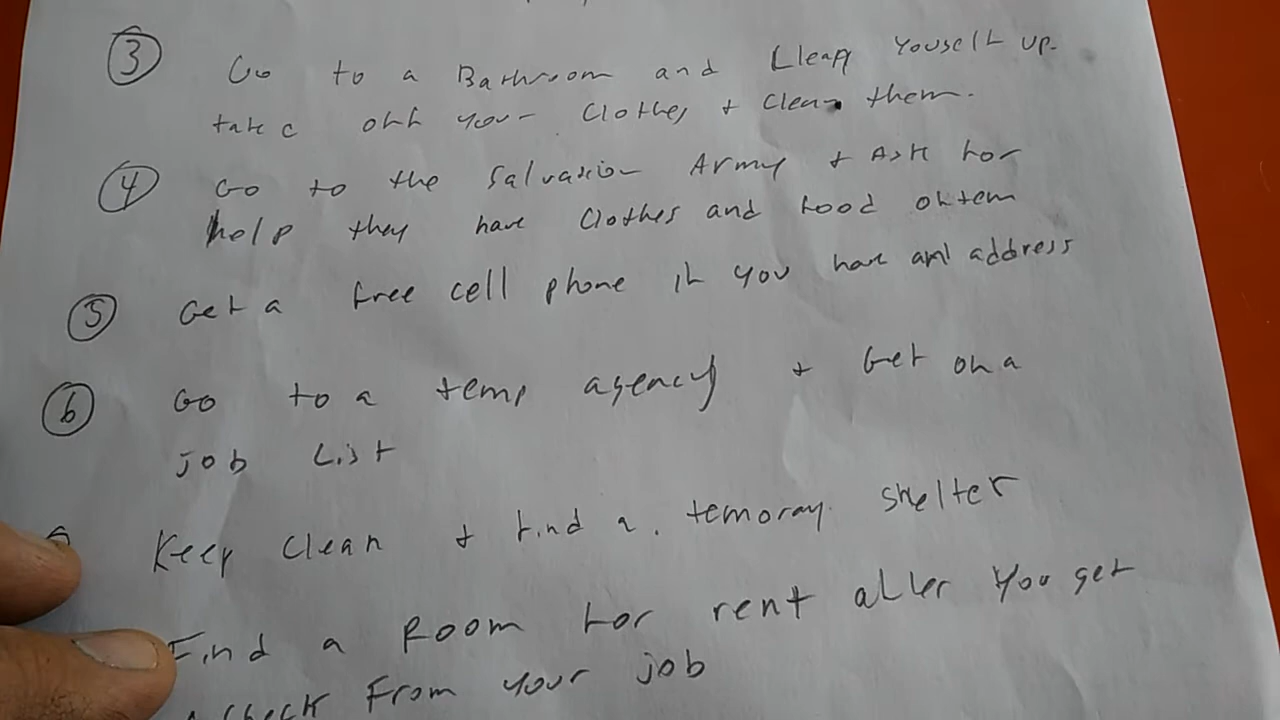 ③ Go to a Bathroom and Clean Youself up.
take off your Clothes + Clean them.
④ Go to the Salvasion Army + Ask for
help they have Clothes and food oftem
⑤ Get a free cell phone if you have an address
⑥ Go to a temp agency + Get on a
job List
Keep Clean + find a. temoray. shelter
Find a Room for rent after You get
a Check From your job